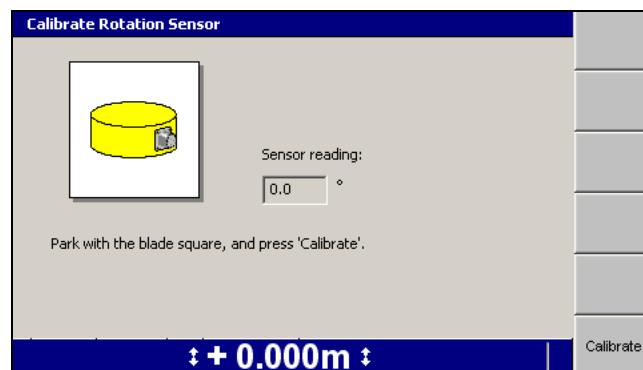 Calibrate Rotation Sensor
Sensor reading:
0.0 °
Park with the blade square, and press 'Calibrate'.
↕ + 0.000m ↕
Calibrate